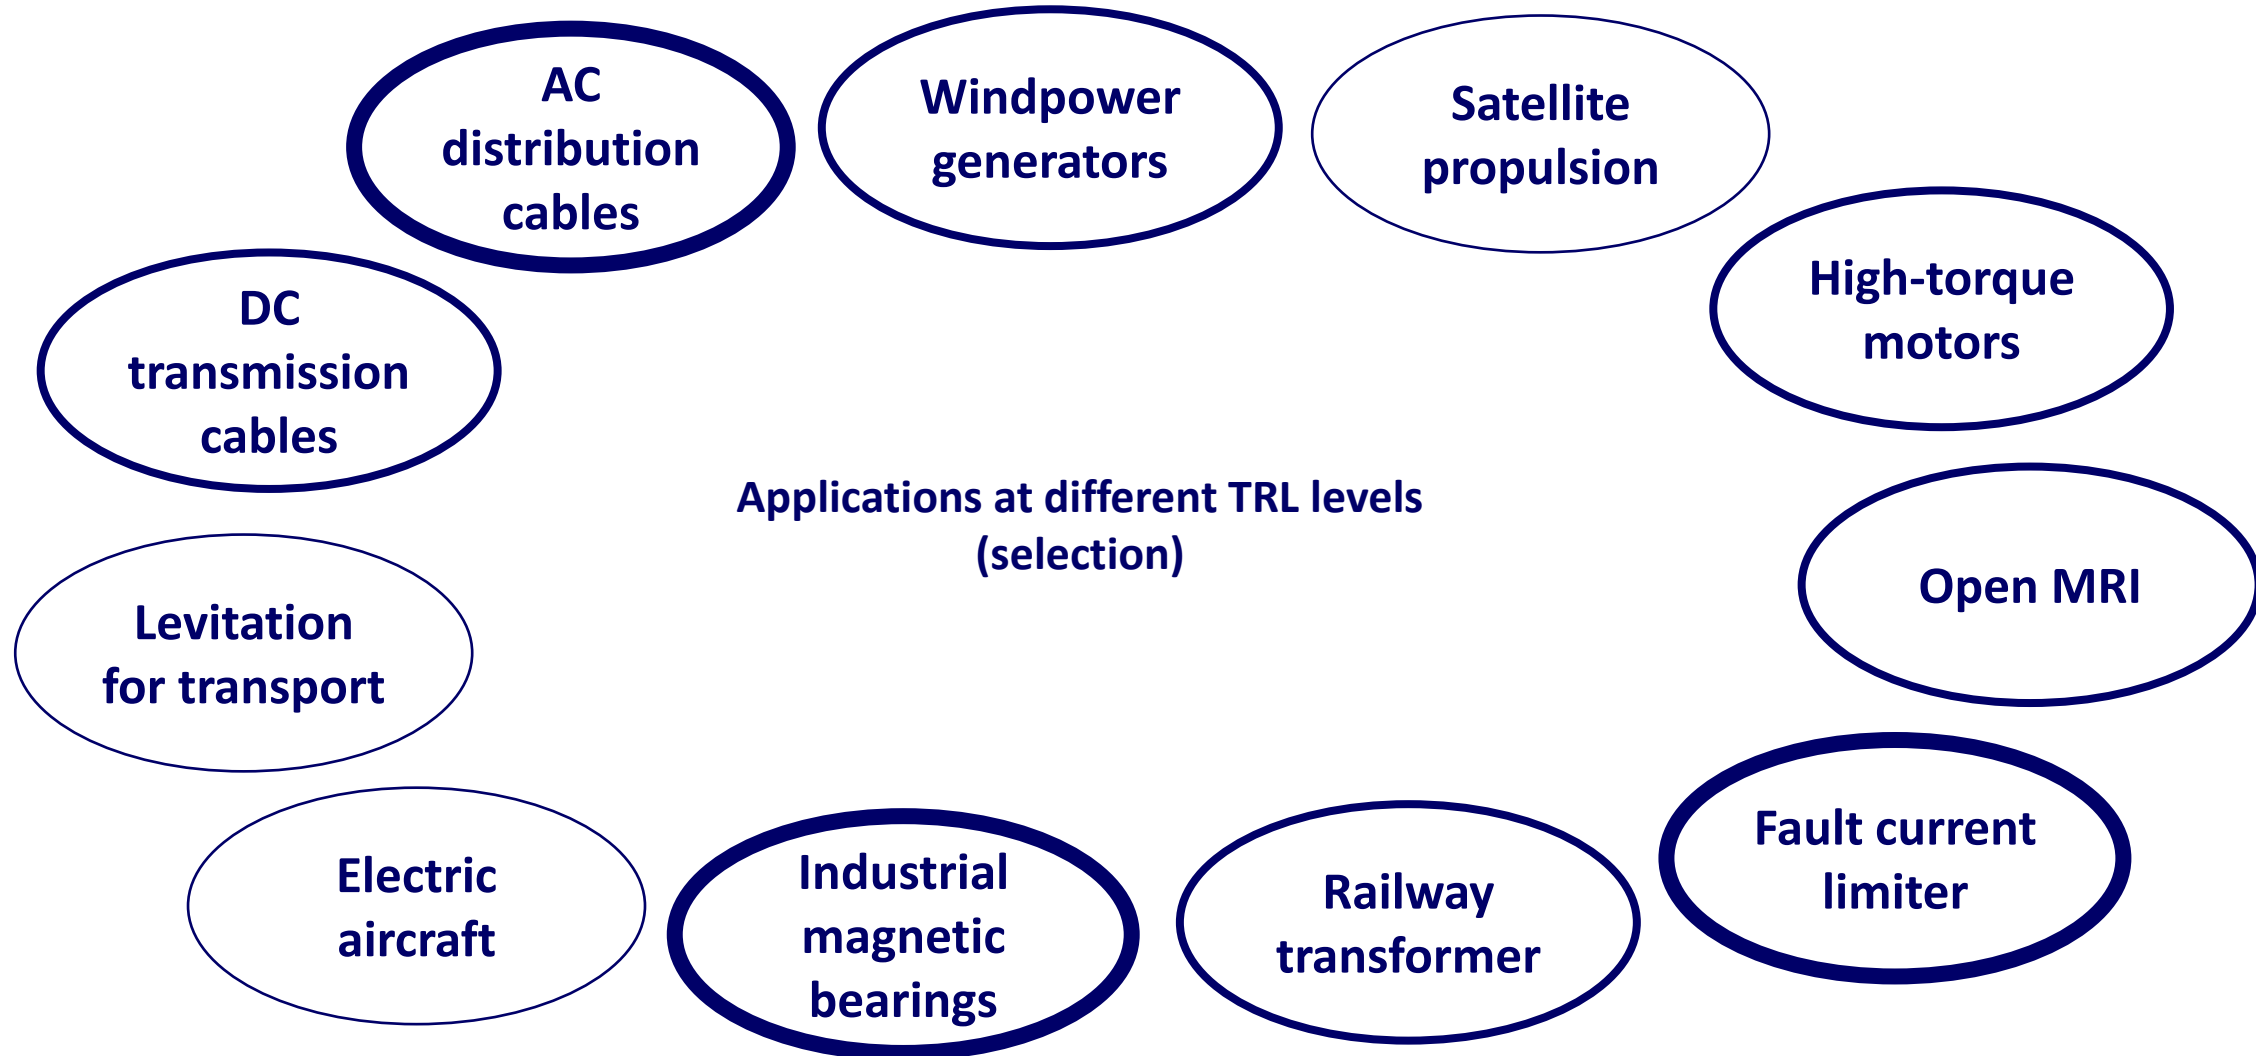 AC
distribution
cables
Windpower
generators
Satellite
propulsion
High-torque
motors
DC
transmission
cables
Applications at different TRL levels
(selection)
Open MRI
Levitation
for transport
Fault current
limiter
Electric
aircraft
Industrial
magnetic
bearings
Railway
transformer